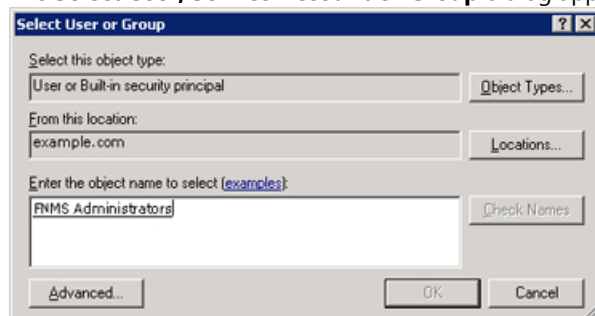 Select User or Group
Select this object type:
User or Built-in security principal
Object Types...
From this location:
example.com
Locations...
Enter the object name to select (examples):
FNMS Administrators
Check Names
Advanced...
OK
Cancel